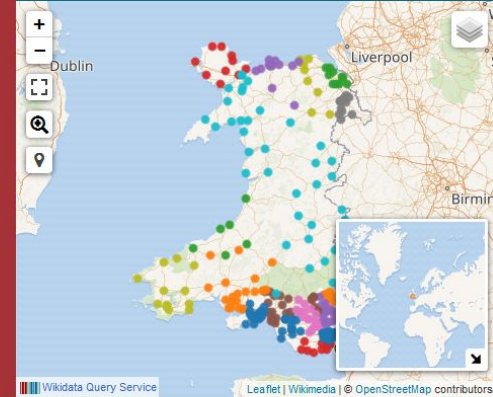 +
−
Dublin
Liverpool
Birmin
Wikidata Query Service
Leaflet | Wikimedia | © OpenStreetMap contributors